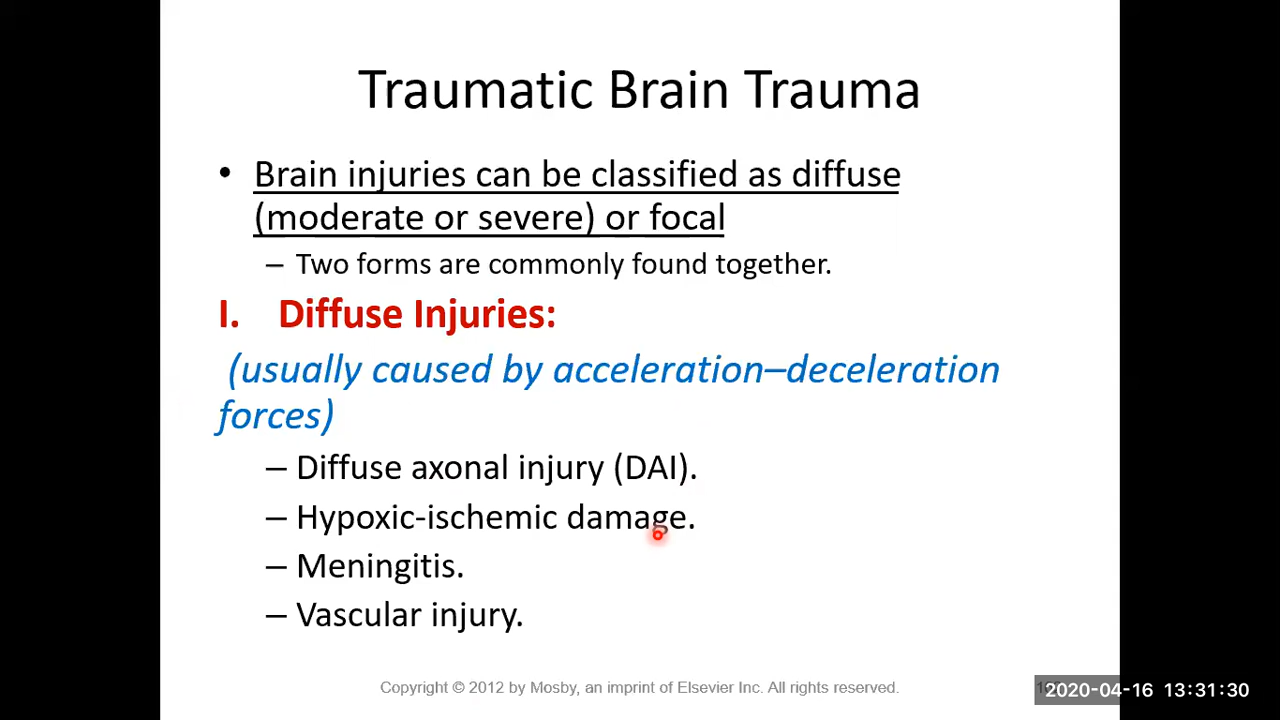 Traumatic Brain Trauma
• Brain injuries can be classified as diffuse
(moderate or severe) or focal
– Two forms are commonly found together.
I. Diffuse Injuries:
(usually caused by acceleration–deceleration
forces)
– Diffuse axonal injury (DAI).
– Hypoxic-ischemic damage.
– Meningitis.
– Vascular injury.
Copyright © 2012 by Mosby, an imprint of Elsevier Inc. All rights reserved.
2020-04-16 13:31:30